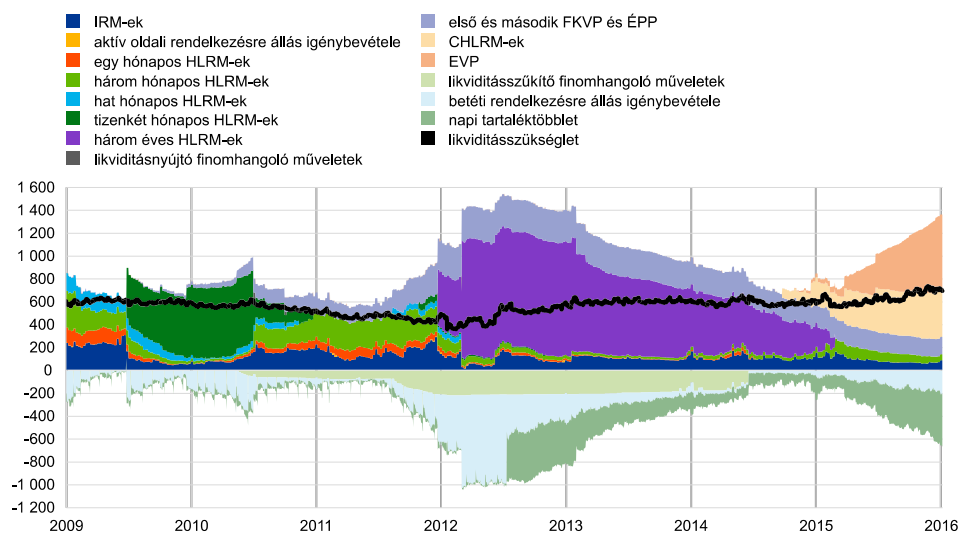 IRM-ek
aktív oldali rendelkezésre állás igénybevétele
egy hónapos HLRM-ek
három hónapos HLRM-ek
hat hónapos HLRM-ek
tizenkét hónapos HLRM-ek
három éves HLRM-ek
likviditásnyújtó finomhangoló műveletek
első és második FKVP és ÉPP
CHLRM-ek
EVP
likviditásszűkítő finomhangoló műveletek
betéti rendelkezésre állás igénybevétele
napi tartaléktöbblet
likviditásszükséglet
1 600
1 400
1 200
1 000
800
600
400
200
0
-200
-400
-600
-800
-1 000
-1 200
2009 2010 2011 2012 2013 2014 2015 2016